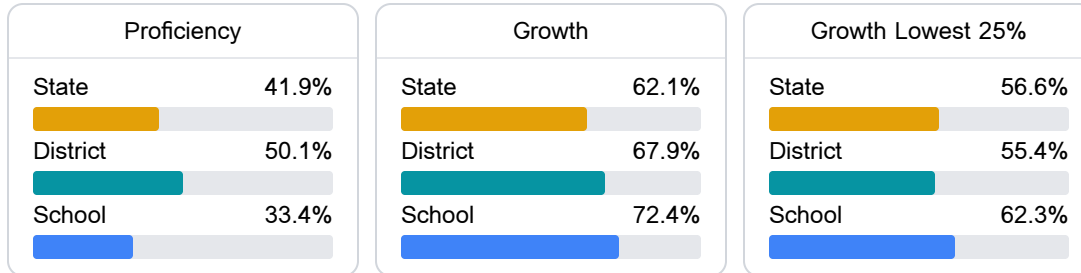 Proficiency
State 41.9%
District 50.1%
School 33.4%
Growth
State 62.1%
District 67.9%
School 72.4%
Growth Lowest 25%
State 56.6%
District 55.4%
School 62.3%